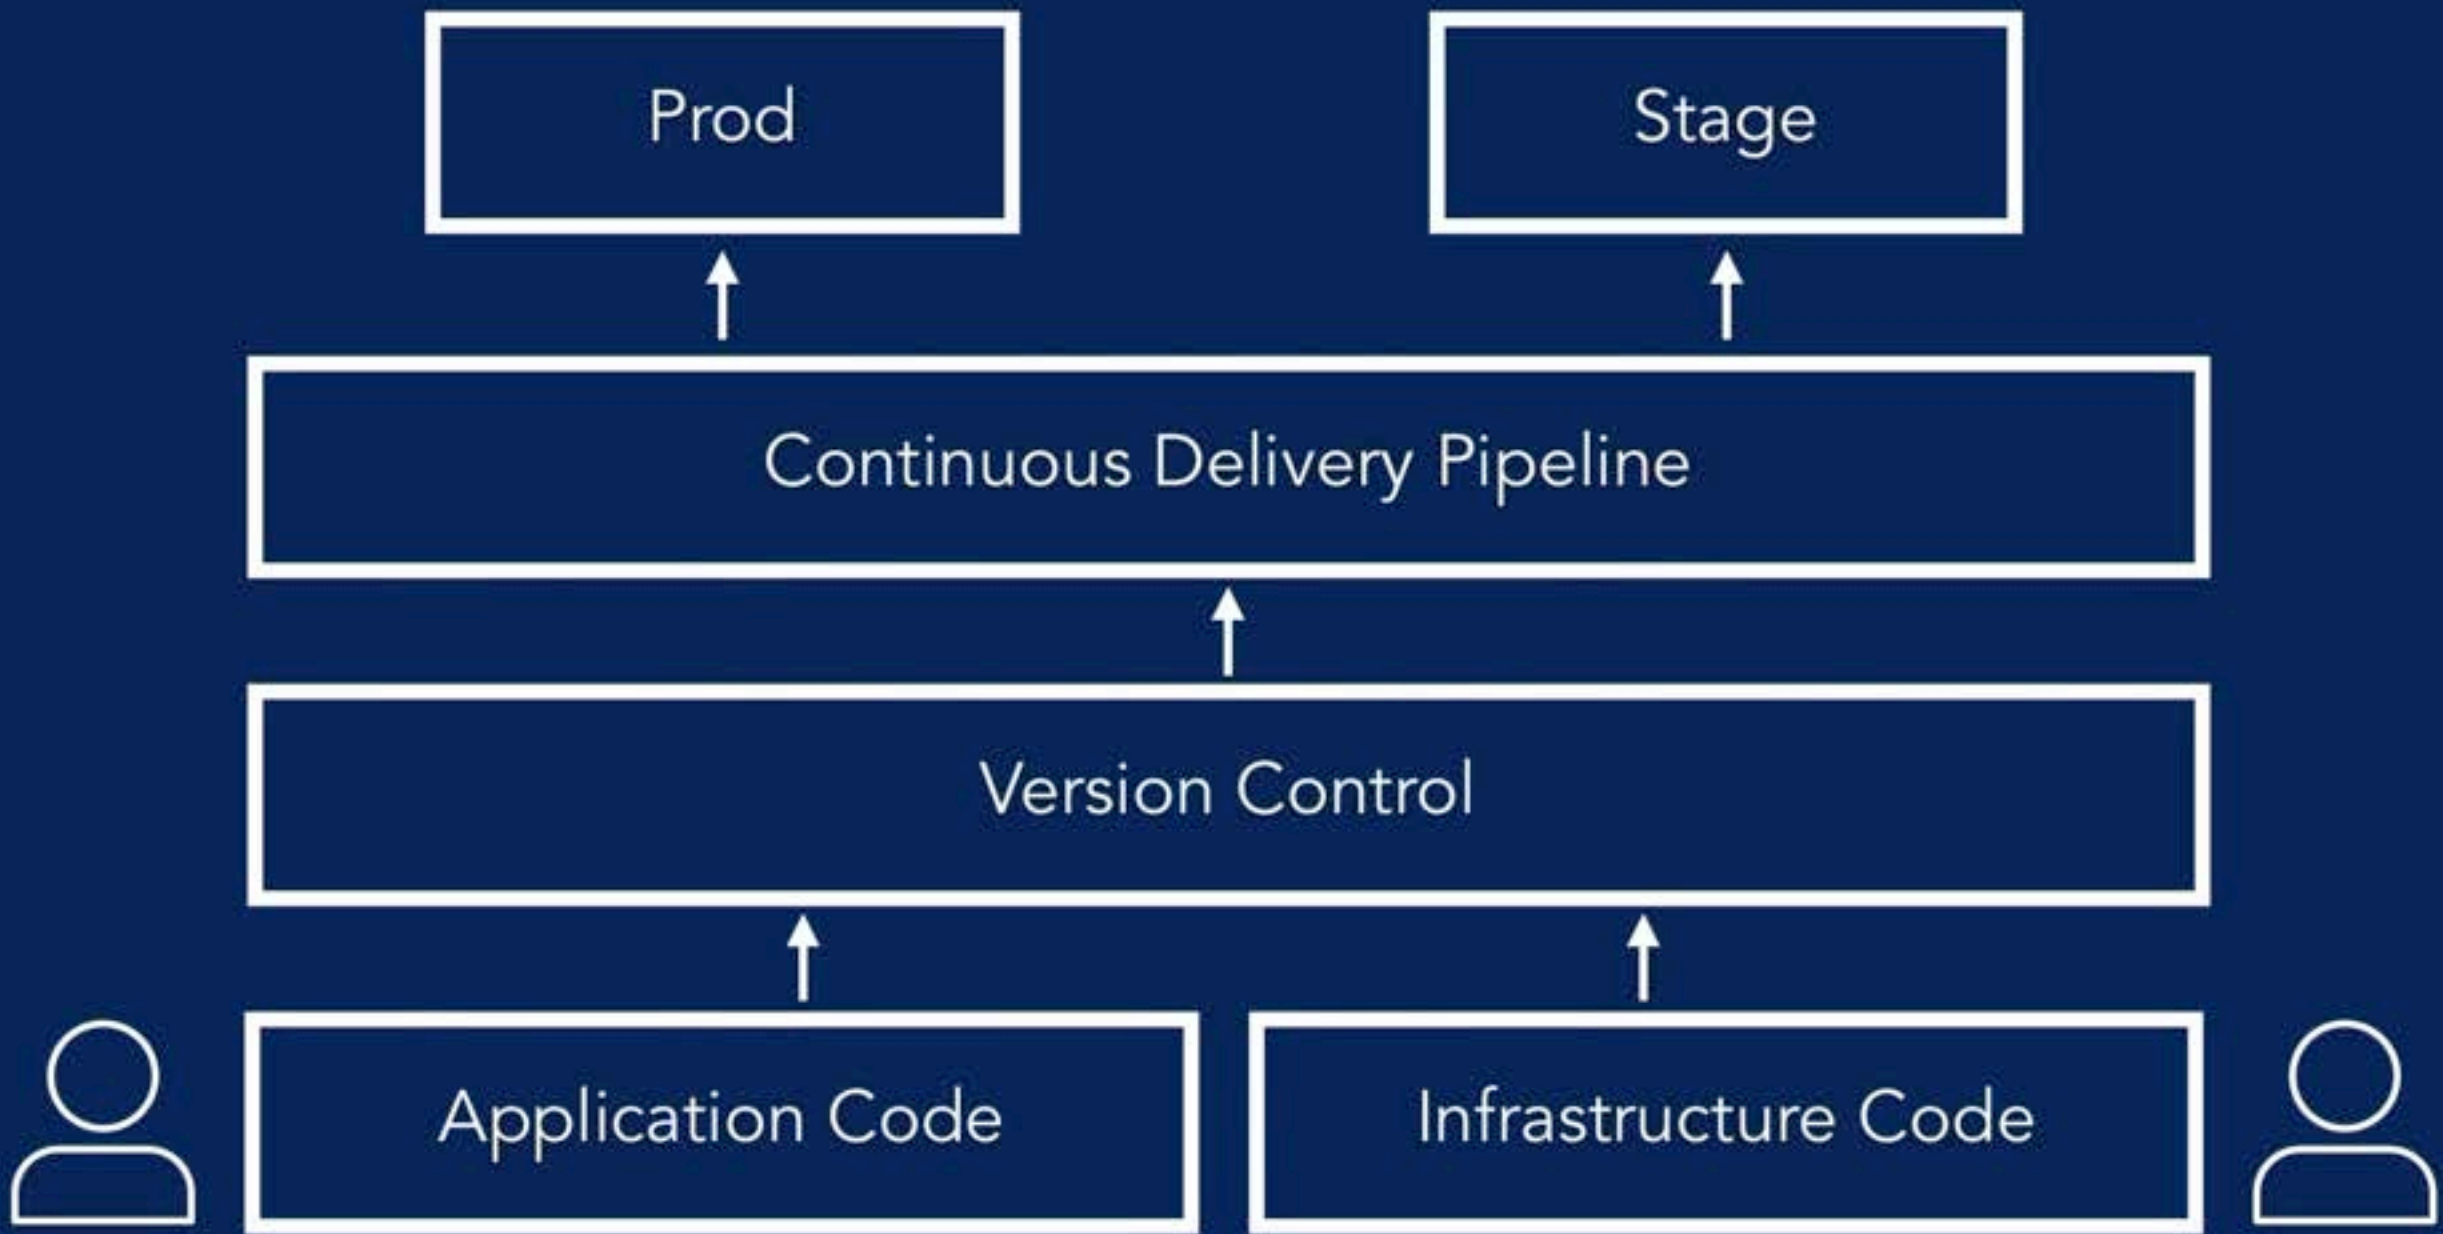 Prod
Stage
Continuous Delivery Pipeline
Version Control
Application Code
Infrastructure Code